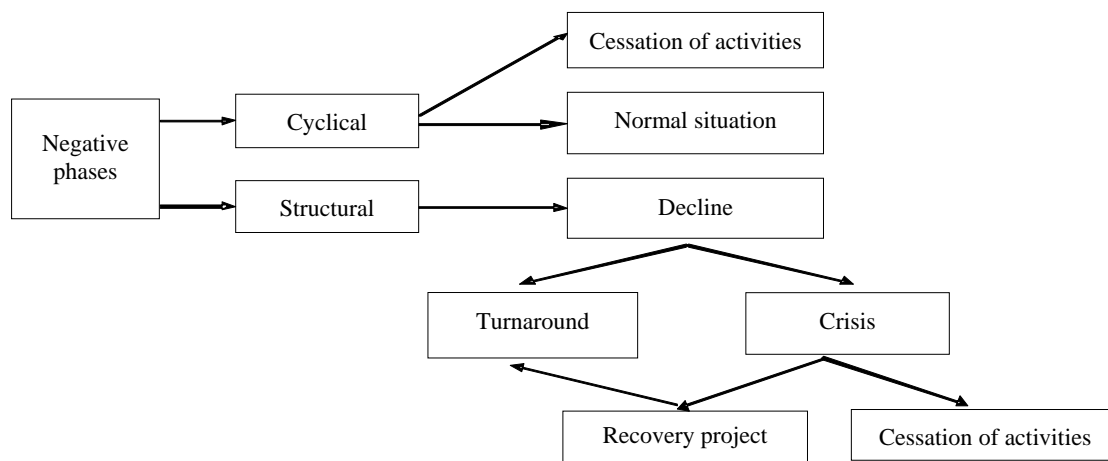 Cessation of activities
Negative
phases
Cyclical
Normal situation
Structural
Decline
Turnaround
Crisis
Recovery project
Cessation of activities